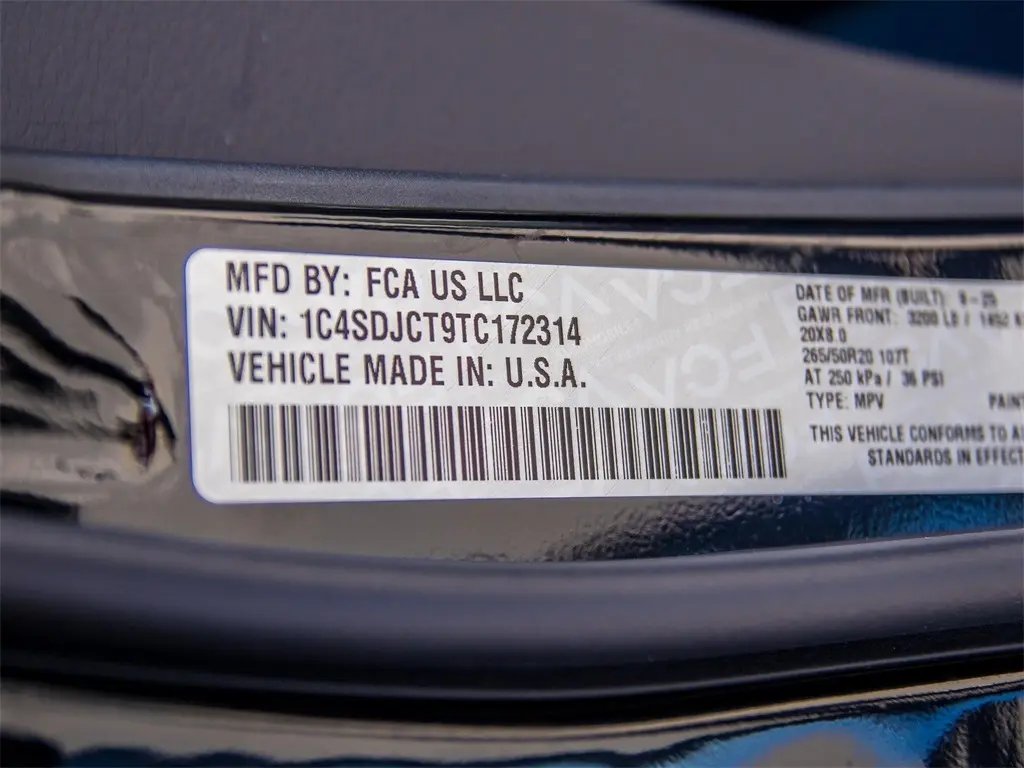 MFD BY: FCA US LLC
VIN: 1C4SDJCT9TC172314
VEHICLE MADE IN: U.S.A.
DATE OF MFR (BUILT): 9-25
GAWR FRONT: 3200 LB /
20X8.0
265/50R20 107T
AT 250 kPa / 36 PSI
TYPE: MPV
PAINT
THIS VEHICLE CONFORMS TO
STANDARDS IN EFFECT